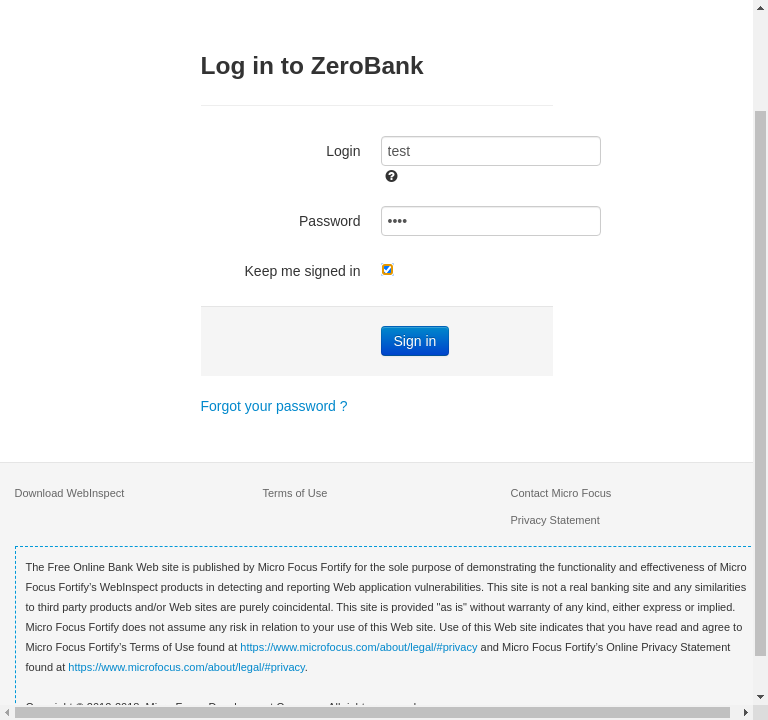 Log in to ZeroBank
Login
test
Password
••••
Keep me signed in
Sign in
Forgot your password ?
Download WebInspect
Terms of Use
Contact Micro Focus
Privacy Statement
The Free Online Bank Web site is published by Micro Focus Fortify for the sole purpose of demonstrating the functionality and effectiveness of Micro
Focus Fortify’s WebInspect products in detecting and reporting Web application vulnerabilities. This site is not a real banking site and any similarities
to third party products and/or Web sites are purely coincidental. This site is provided "as is" without warranty of any kind, either express or implied.
Micro Focus Fortify does not assume any risk in relation to your use of this Web site. Use of this Web site indicates that you have read and agree to
Micro Focus Fortify’s Terms of Use found at https://www.microfocus.com/about/legal/#privacy and Micro Focus Fortify’s Online Privacy Statement
found at https://www.microfocus.com/about/legal/#privacy.